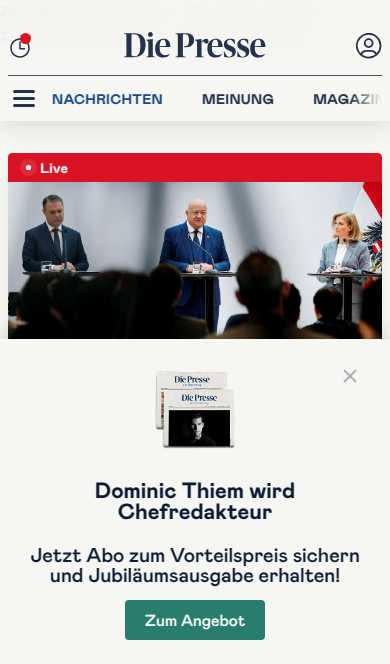 Die Presse
NACHRICHTEN MEINUNG MAGAZIN
Live
Die Presse
Die Presse
Dominic Thiem wird
Chefredakteur
Jetzt Abo zum Vorteilspreis sichern
und Jubiläumsausgabe erhalten!
Zum Angebot